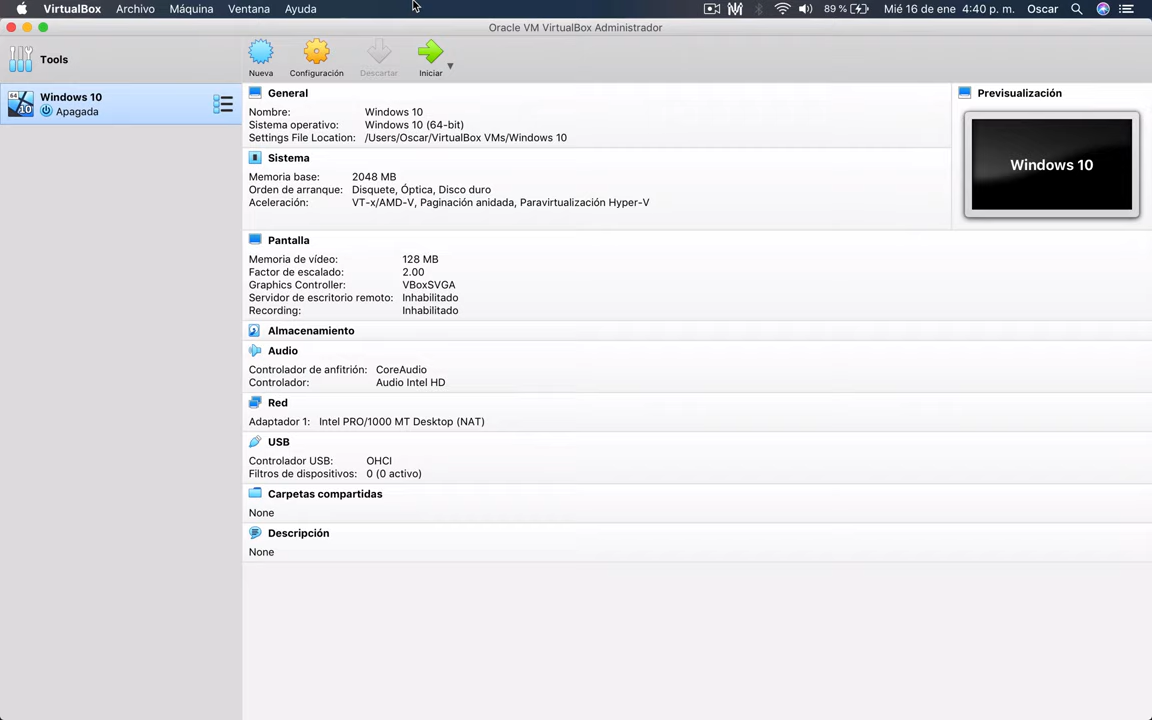 VirtualBox Archivo Máquina Ventana Ayuda 89 % Mié 16 de ene 4:40 p. m. Oscar
Oracle VM VirtualBox Administrador
Tools
Nueva Configuración Descartar Iniciar
64
10
Windows 10
Apagada
General
Nombre: Windows 10
Sistema operativo: Windows 10 (64-bit)
Settings File Location: /Users/Oscar/VirtualBox VMs/Windows 10
Previsualización
Windows 10
Sistema
Memoria base: 2048 MB
Orden de arranque: Disquete, Óptica, Disco duro
Aceleración: VT-x/AMD-V, Paginación anidada, Paravirtualización Hyper-V
Pantalla
Memoria de vídeo: 128 MB
Factor de escalado: 2.00
Graphics Controller: VBoxSVGA
Servidor de escritorio remoto: Inhabilitado
Recording: Inhabilitado
Almacenamiento
Audio
Controlador de anfitrión: CoreAudio
Controlador: Audio Intel HD
Red
Adaptador 1: Intel PRO/1000 MT Desktop (NAT)
USB
Controlador USB: OHCI
Filtros de dispositivos: 0 (0 activo)
Carpetas compartidas
None
Descripción
None